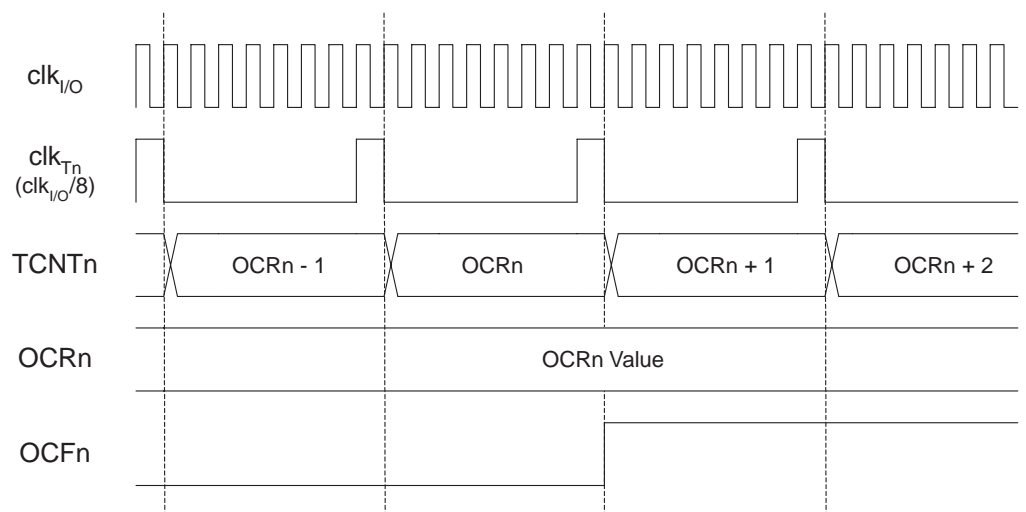 clkI/O
clkTn
(clkI/O/8)
TCNTn
OCRn - 1
OCRn
OCRn + 1
OCRn + 2
OCRn
OCRn Value
OCFn